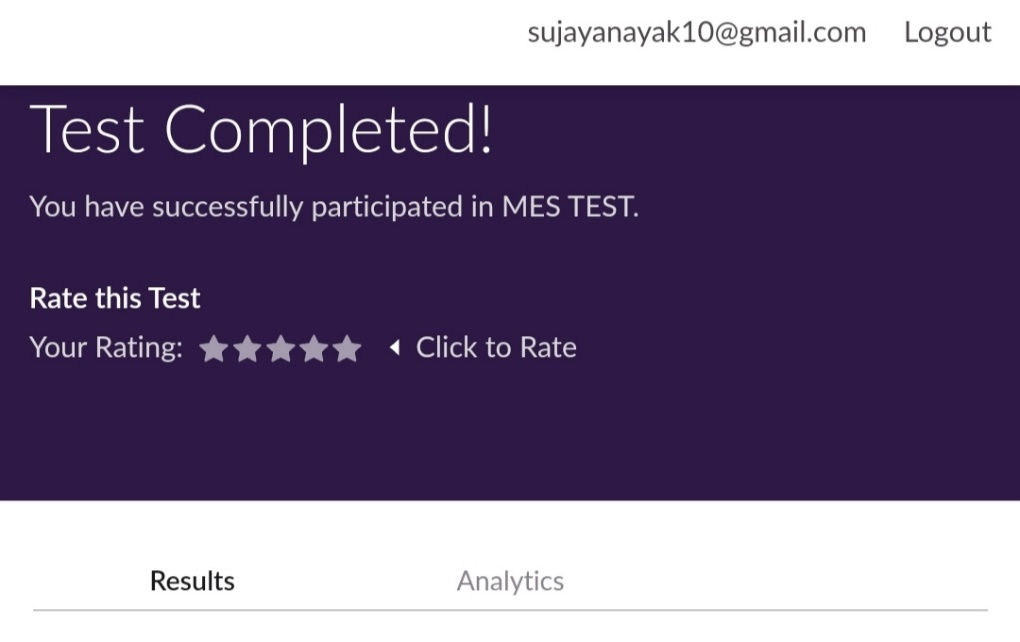 sujayanayak10@gmail.com Logout
Test Completed!
You have successfully participated in MES TEST.
Rate this Test
Your Rating: Click to Rate
Results Analytics